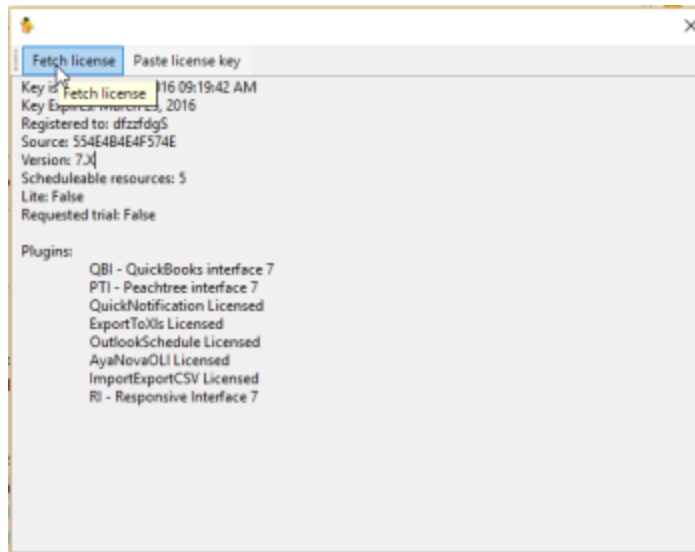 Fetch license Paste license key
Key is 16 09:19:42 AM
Fetch license
Key Expires: March 2016
Registered to: dfzzfdgS
Source: 554E4B4E4F574E
Version: 7.X
Scheduleable resources: 5
Lite: False
Requested trial: False
Plugins:
QBI - QuickBooks interface 7
PTI - Peachtree interface 7
QuickNotification Licensed
ExportToXls Licensed
OutlookSchedule Licensed
AyaNovaOLI Licensed
ImportExportCSV Licensed
RI - Responsive Interface 7